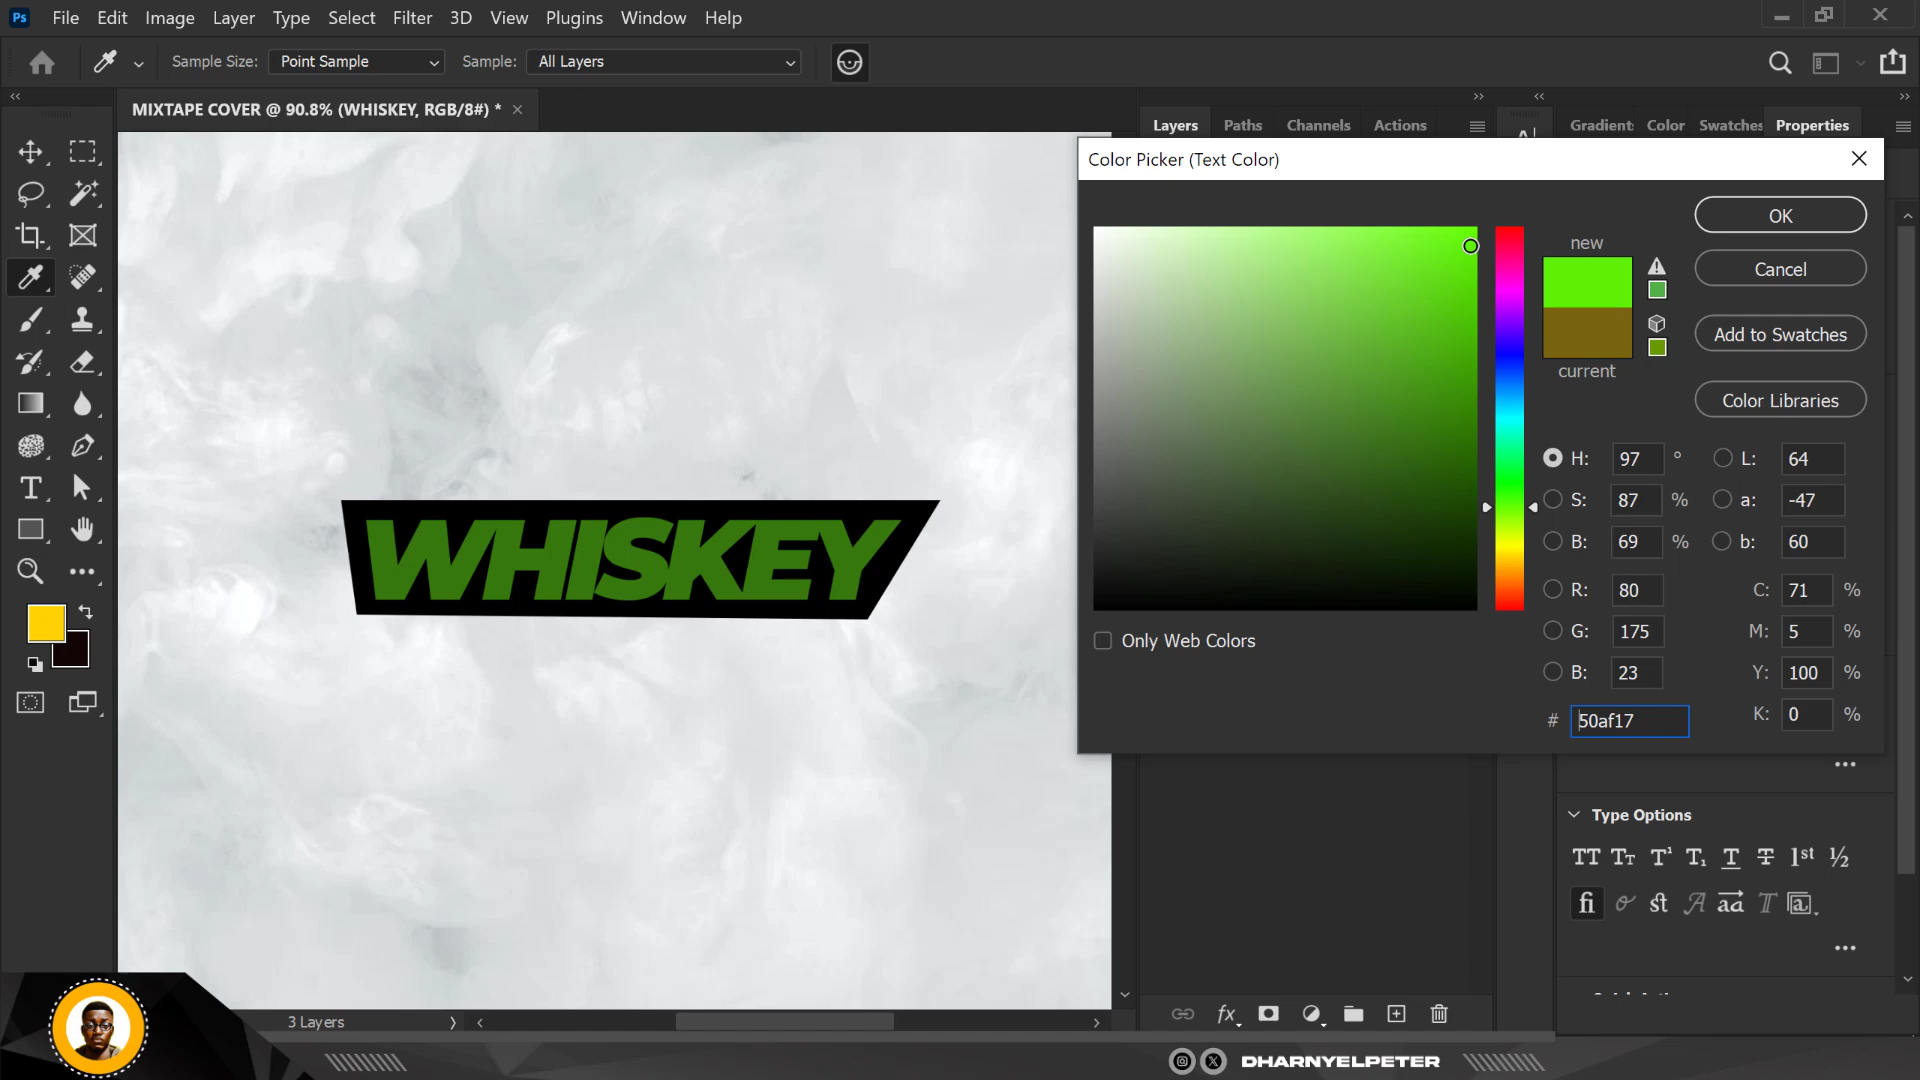 Ps File Edit Image Layer Type Select Filter 3D View Plugins Window Help
Sample Size: Point Sample Sample: All Layers
MIXTAPE COVER @ 90.8% (WHISKEY, RGB/8#) * ×
Layers Paths Channels Actions
Gradient Color Swatches Properties
Color Picker (Text Color)
new
current
OK
Cancel
Add to Swatches
Color Libraries
H: 97 ° L: 64
S: 87 % a: -47
B: 69 % b: 60
R: 80 C: 71 %
G: 175 M: 5 %
B: 23 Y: 100 %
# 50af17 K: 0 %
Only Web Colors
WHISKEY
Type Options
TT Tt T¹ T₁ T T 1st ½
fi st A aa T a
fx
3 Layers
DHARNYELPETER